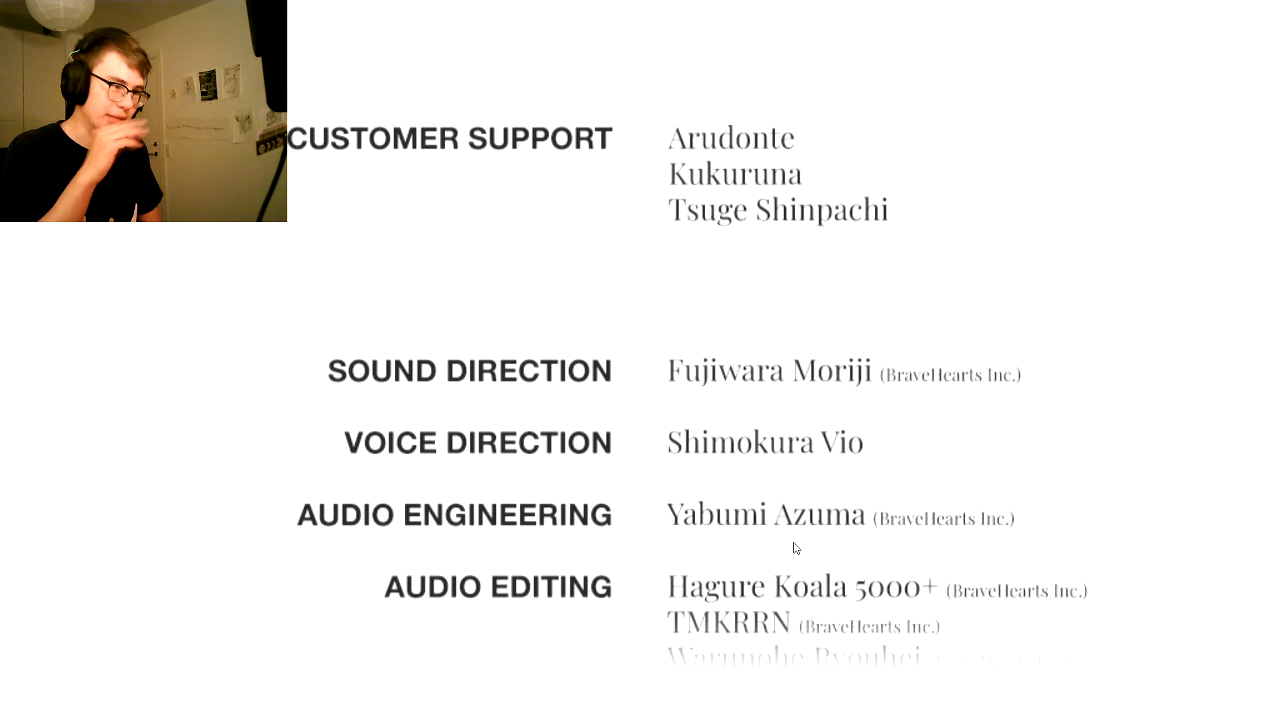 CUSTOMER SUPPORT Arudonte
Kukuruna
Tsuge Shinpachi
SOUND DIRECTION Fujiwara Moriji (BraveHearts Inc.)
VOICE DIRECTION Shimokura Vio
AUDIO ENGINEERING Yabumi Azuma (BraveHearts Inc.)
AUDIO EDITING Hagure Koala 5000+ (BraveHearts Inc.)
TMKRRN (BraveHearts Inc.)